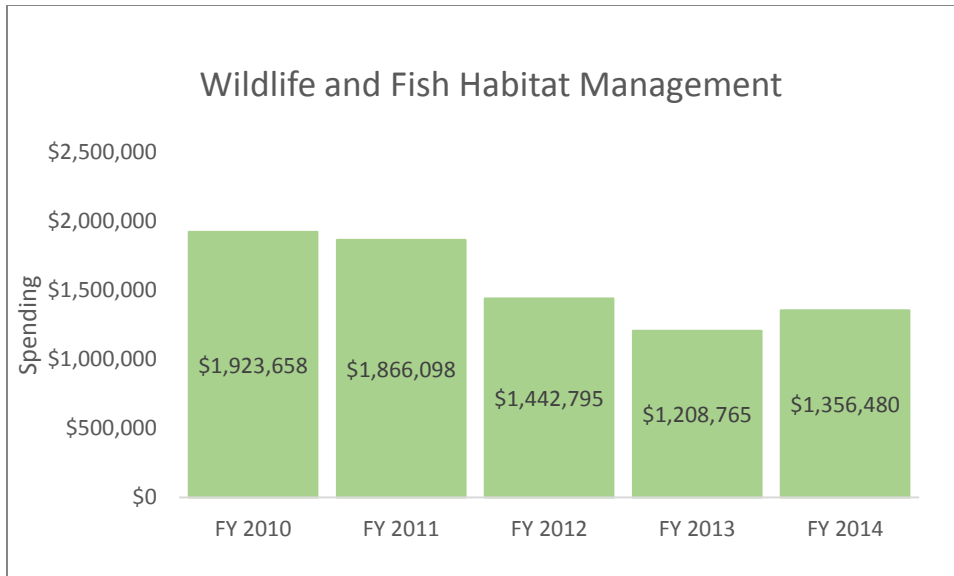 Wildlife and Fish Habitat Management
$2,500,000
$2,000,000
$1,500,000
$1,000,000
$500,000
$0
Spending
$1,923,658
$1,866,098
$1,442,795
$1,208,765
$1,356,480
FY 2010
FY 2011
FY 2012
FY 2013
FY 2014